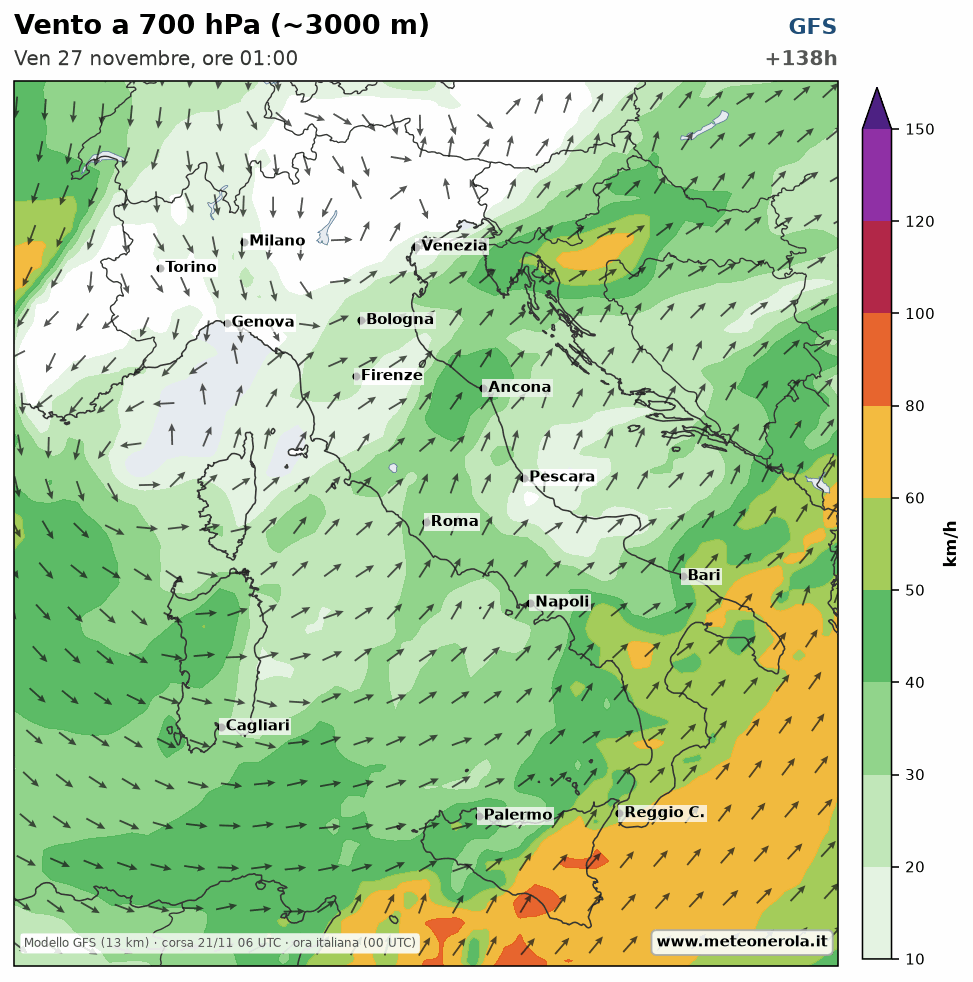 Vento a 700 hPa (~3000 m)
GFS
Ven 27 novembre, ore 01:00
+138h
150
120
100
80
60
50
40
30
20
10
km/h
Milano
Venezia
Torino
Genova
Bologna
Firenze
Ancona
Pescara
Roma
Bari
Napoli
Cagliari
Palermo
Reggio C.
Modello GFS (13 km) · corsa 21/11 06 UTC · ora italiana (00 UTC)
www.meteonerola.it